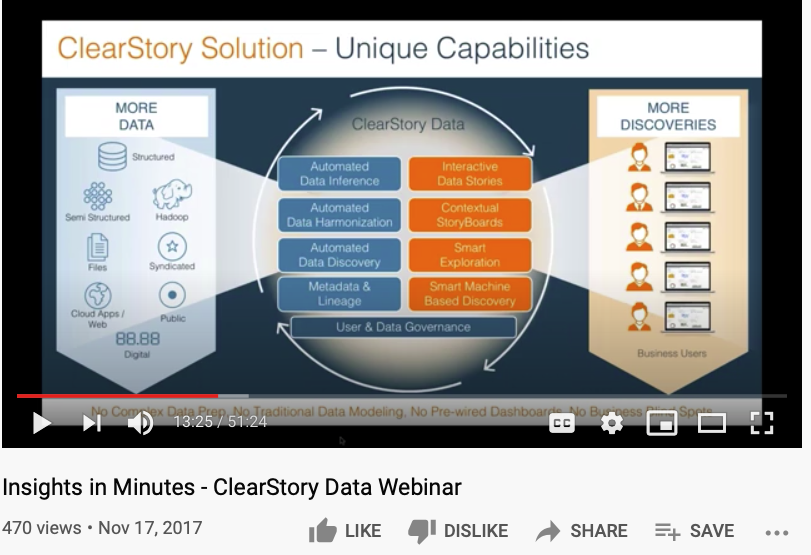 ClearStory Solution – Unique Capabilities
MORE
DATA
Structured
Semi Structured
Hadoop
Files
Syndicated
Cloud Apps /
Web
Public
88.88
Digital
ClearStory Data
Automated
Data Inference
Interactive
Data Stories
Automated
Data Harmonization
Contextual
StoryBoards
Automated
Data Discovery
Smart
Exploration
Metadata &
Lineage
Smart Machine
Based Discovery
User & Data Governance
MORE
DISCOVERIES
Business Users
No Complex Data Prep, No Traditional Data Modeling, No Pre-wired Dashboards, No Business Blind Spots
13:25 / 51:24
CC
Insights in Minutes - ClearStory Data Webinar
470 views • Nov 17, 2017
LIKE
DISLIKE
SHARE
SAVE